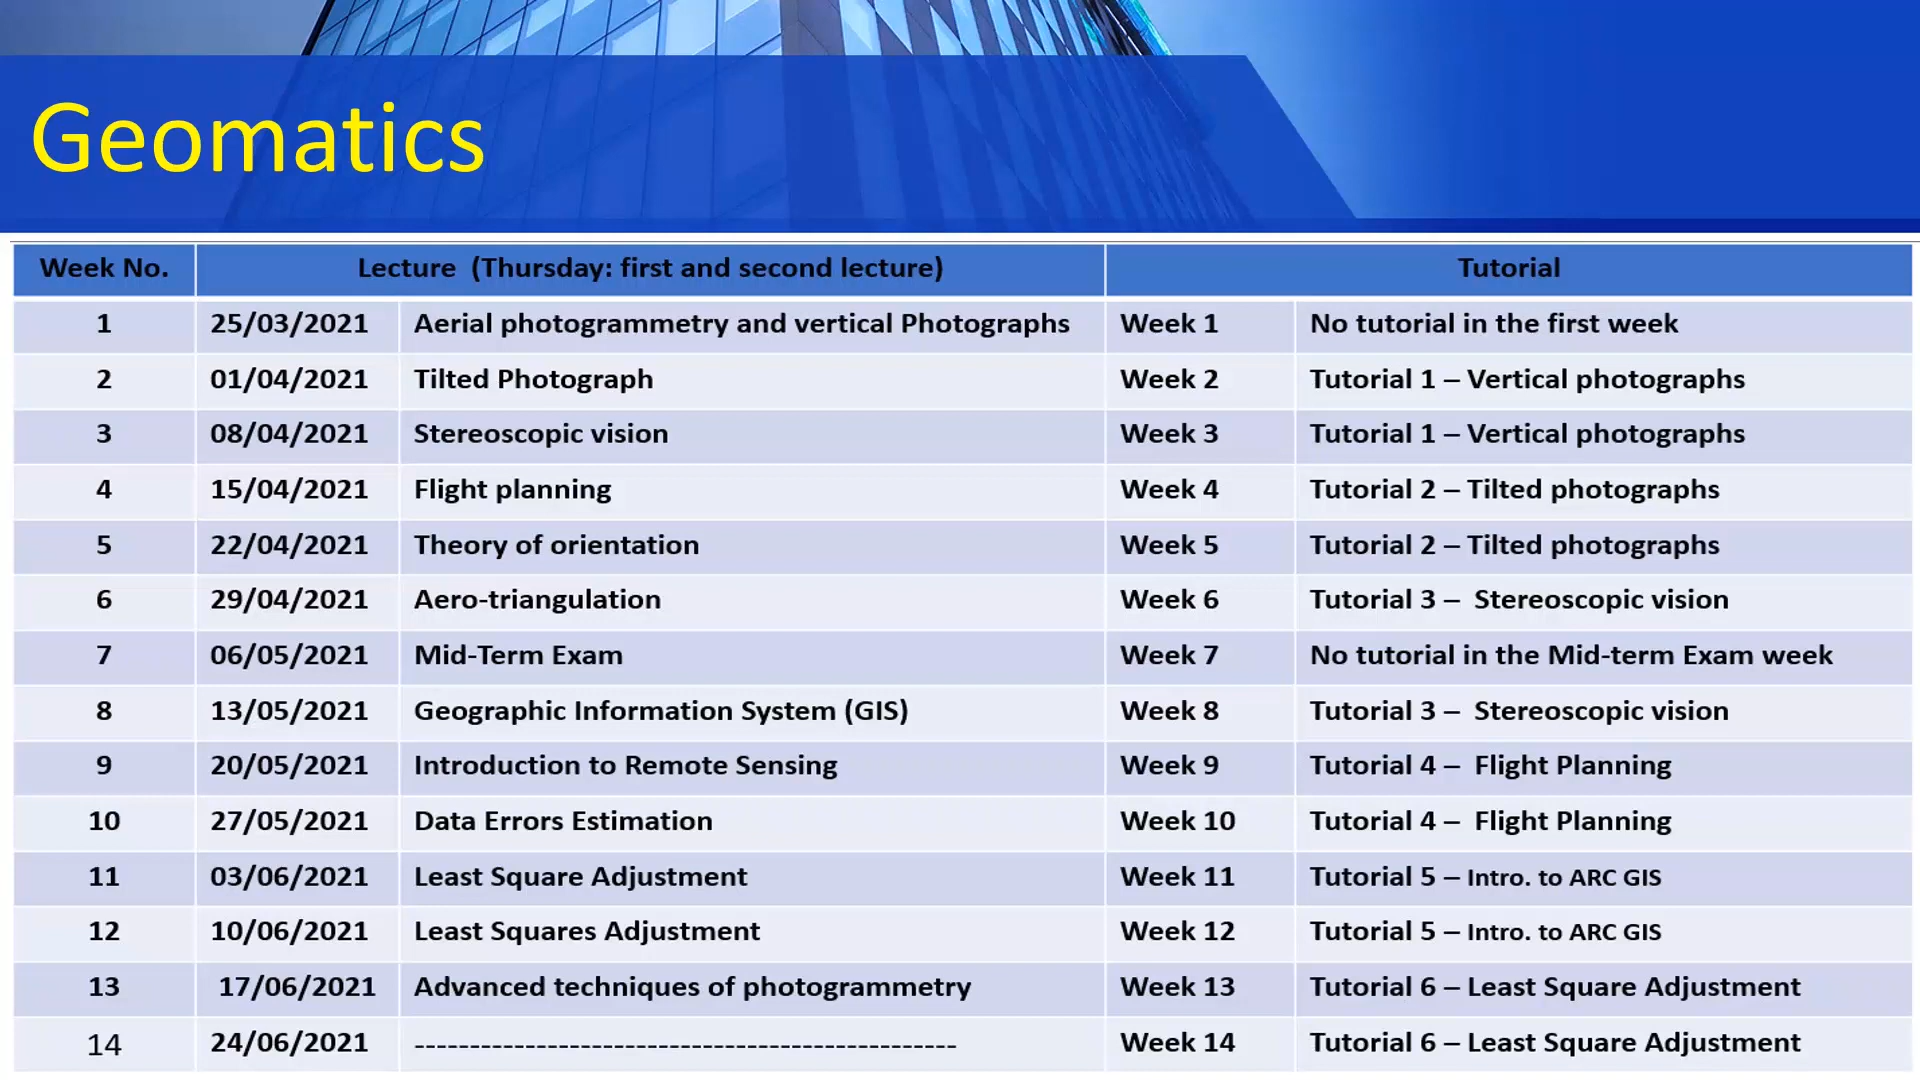 Geomatics
Week No. Lecture (Thursday: first and second lecture) Tutorial
1 25/03/2021 Aerial photogrammetry and vertical Photographs Week 1 No tutorial in the first week
2 01/04/2021 Tilted Photograph Week 2 Tutorial 1 – Vertical photographs
3 08/04/2021 Stereoscopic vision Week 3 Tutorial 1 – Vertical photographs
4 15/04/2021 Flight planning Week 4 Tutorial 2 – Tilted photographs
5 22/04/2021 Theory of orientation Week 5 Tutorial 2 – Tilted photographs
6 29/04/2021 Aero-triangulation Week 6 Tutorial 3 – Stereoscopic vision
7 06/05/2021 Mid-Term Exam Week 7 No tutorial in the Mid-term Exam week
8 13/05/2021 Geographic Information System (GIS) Week 8 Tutorial 3 – Stereoscopic vision
9 20/05/2021 Introduction to Remote Sensing Week 9 Tutorial 4 – Flight Planning
10 27/05/2021 Data Errors Estimation Week 10 Tutorial 4 – Flight Planning
11 03/06/2021 Least Square Adjustment Week 11 Tutorial 5 – Intro. to ARC GIS
12 10/06/2021 Least Squares Adjustment Week 12 Tutorial 5 – Intro. to ARC GIS
13 17/06/2021 Advanced techniques of photogrammetry Week 13 Tutorial 6 – Least Square Adjustment
14 24/06/2021 ------------------------------------------------- Week 14 Tutorial 6 – Least Square Adjustment